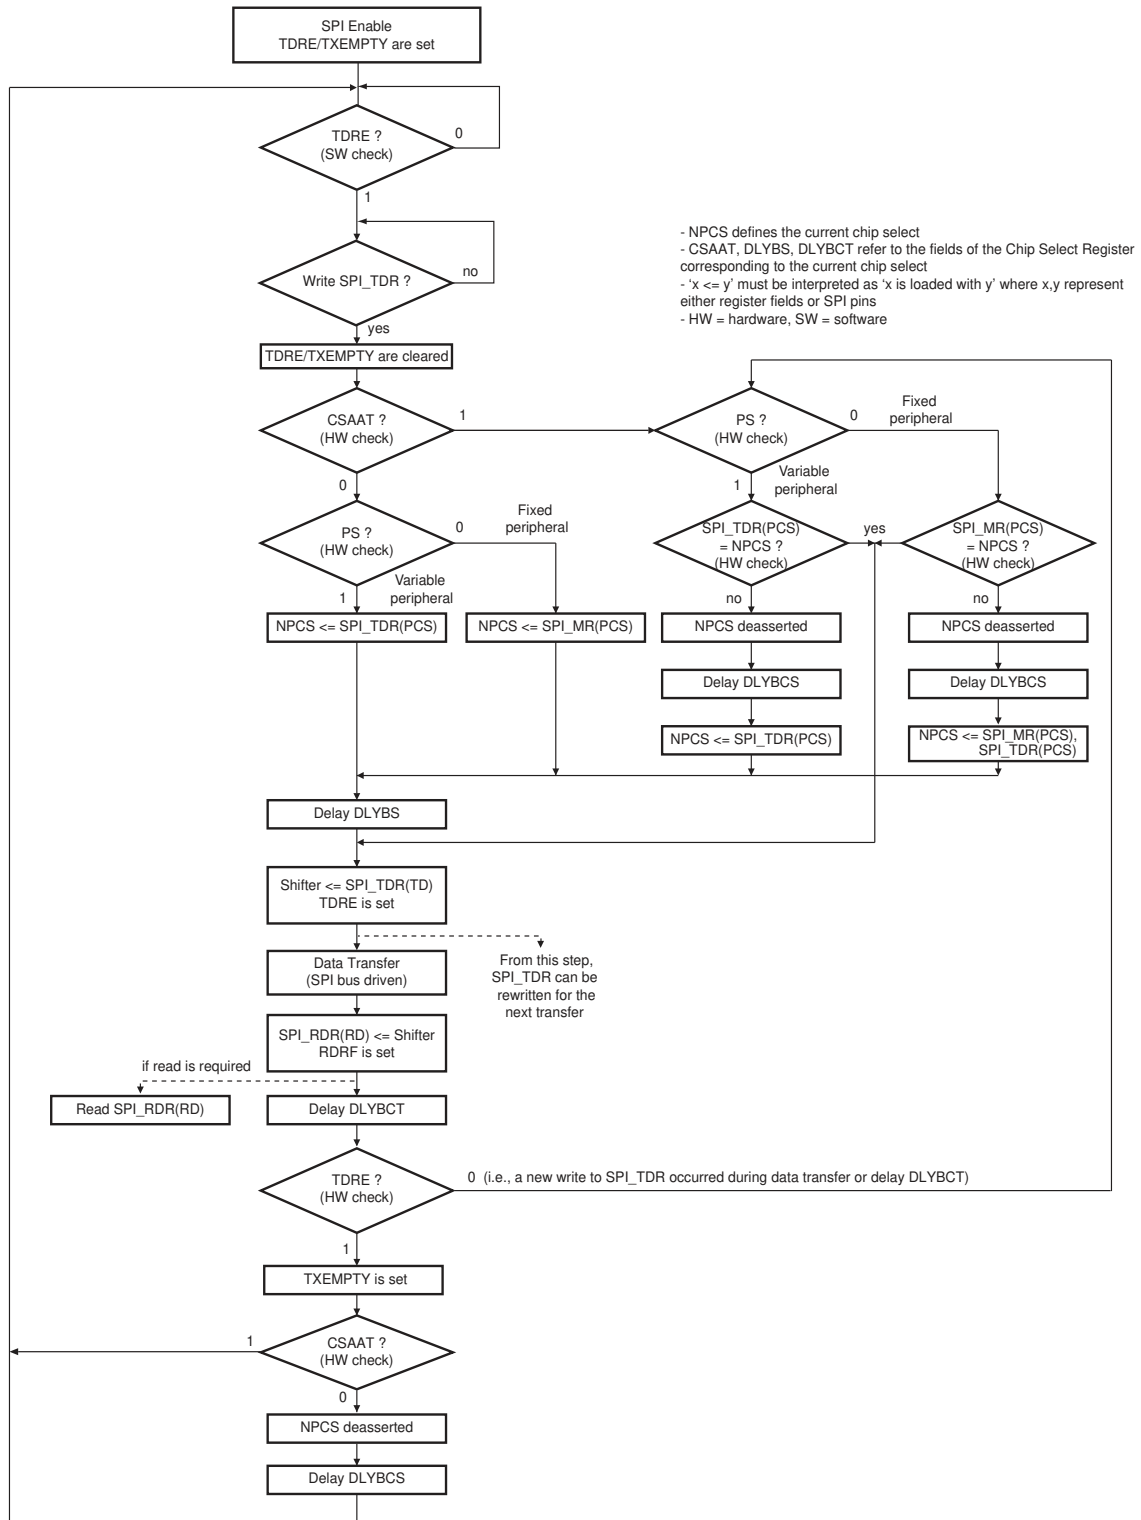 SPI Enable
TDRE/TXEMPTY are set
TDRE ?
(SW check)
0
1
Write SPI_TDR ?
no
yes
- NPCS defines the current chip select
- CSAAT, DLYBS, DLYBCT refer to the fields of the Chip Select Register
corresponding to the current chip select
- ‘x <= y’ must be interpreted as ‘x is loaded with y’ where x,y represent
either register fields or SPI pins
- HW = hardware, SW = software
TDRE/TXEMPTY are cleared
CSAAT ?
(HW check)
1
0
PS ?
(HW check)
0
Fixed
peripheral
1
Variable
peripheral
PS ?
(HW check)
0
Fixed
peripheral
1
Variable
peripheral
SPI_TDR(PCS)
= NPCS ?
(HW check)
yes
no
SPI_MR(PCS)
= NPCS ?
(HW check)
no
NPCS <= SPI_TDR(PCS)
NPCS <= SPI_MR(PCS)
NPCS deasserted
NPCS deasserted
Delay DLYBCS
Delay DLYBCS
NPCS <= SPI_TDR(PCS)
NPCS <= SPI_MR(PCS),
SPI_TDR(PCS)
Delay DLYBS
Shifter <= SPI_TDR(TD)
TDRE is set
Data Transfer
(SPI bus driven)
From this step,
SPI_TDR can be
rewritten for the
next transfer
SPI_RDR(RD) <= Shifter
RDRF is set
if read is required
Read SPI_RDR(RD)
Delay DLYBCT
TDRE ?
(HW check)
0 (i.e., a new write to SPI_TDR occurred during data transfer or delay DLYBCT)
1
TXEMPTY is set
CSAAT ?
(HW check)
1
0
NPCS deasserted
Delay DLYBCS